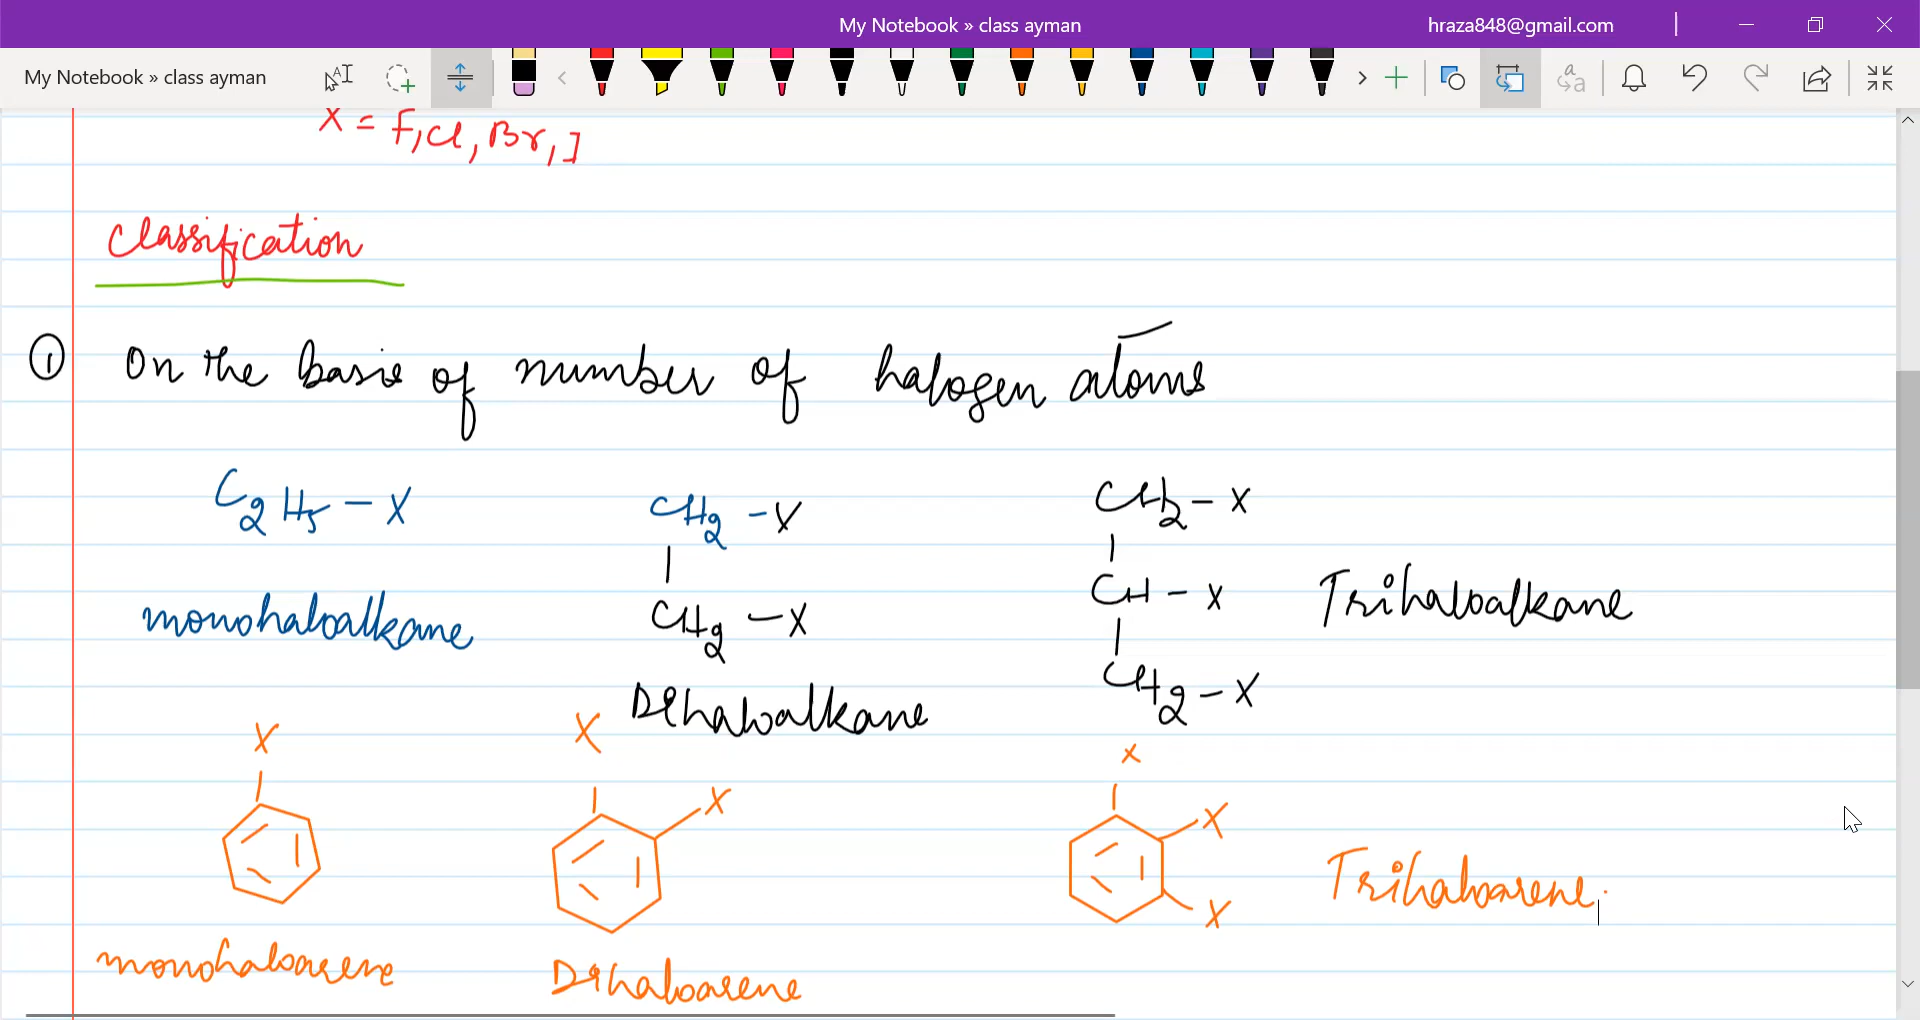 My Notebook » class ayman
hraza848@gmail.com
My Notebook » class ayman
X = F, Cl, Br, I
Classification
① On the basis of number of halogen atoms
C2H5 - X
CH2 - X
CH2 - X
CH2 - X
CH - X
CH2 - X
monohaloalkane
Dihaloalkane
Trihaloalkane
X
X
X
X
X
X
monohaloarene
Dihaloarene
Trihaloarene.